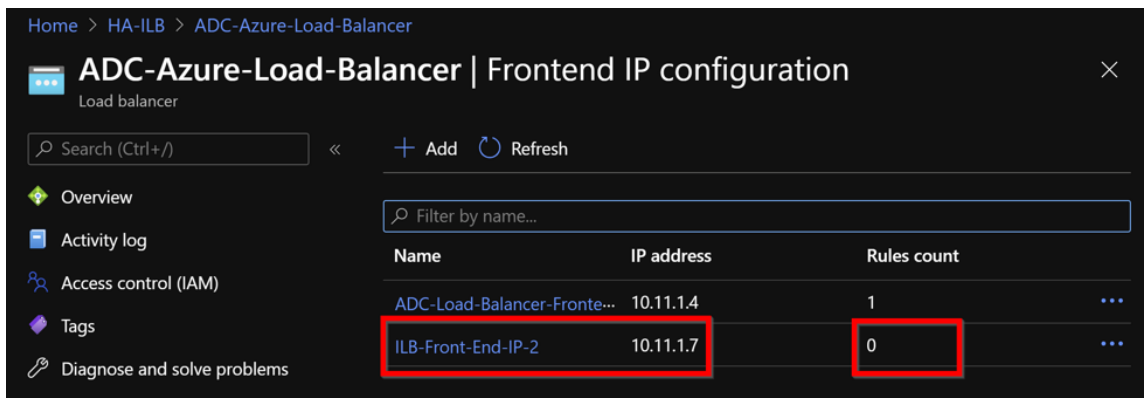 Home > HA-ILB > ADC-Azure-Load-Balancer
ADC-Azure-Load-Balancer | Frontend IP configuration
Load balancer
Search (Ctrl+/)
«
+ Add Refresh
Overview
Activity log
Access control (IAM)
Tags
Diagnose and solve problems
Filter by name...
Name IP address Rules count
ADC-Load-Balancer-Fronte... 10.11.1.4 1 ...
ILB-Front-End-IP-2 10.11.1.7 0 ...